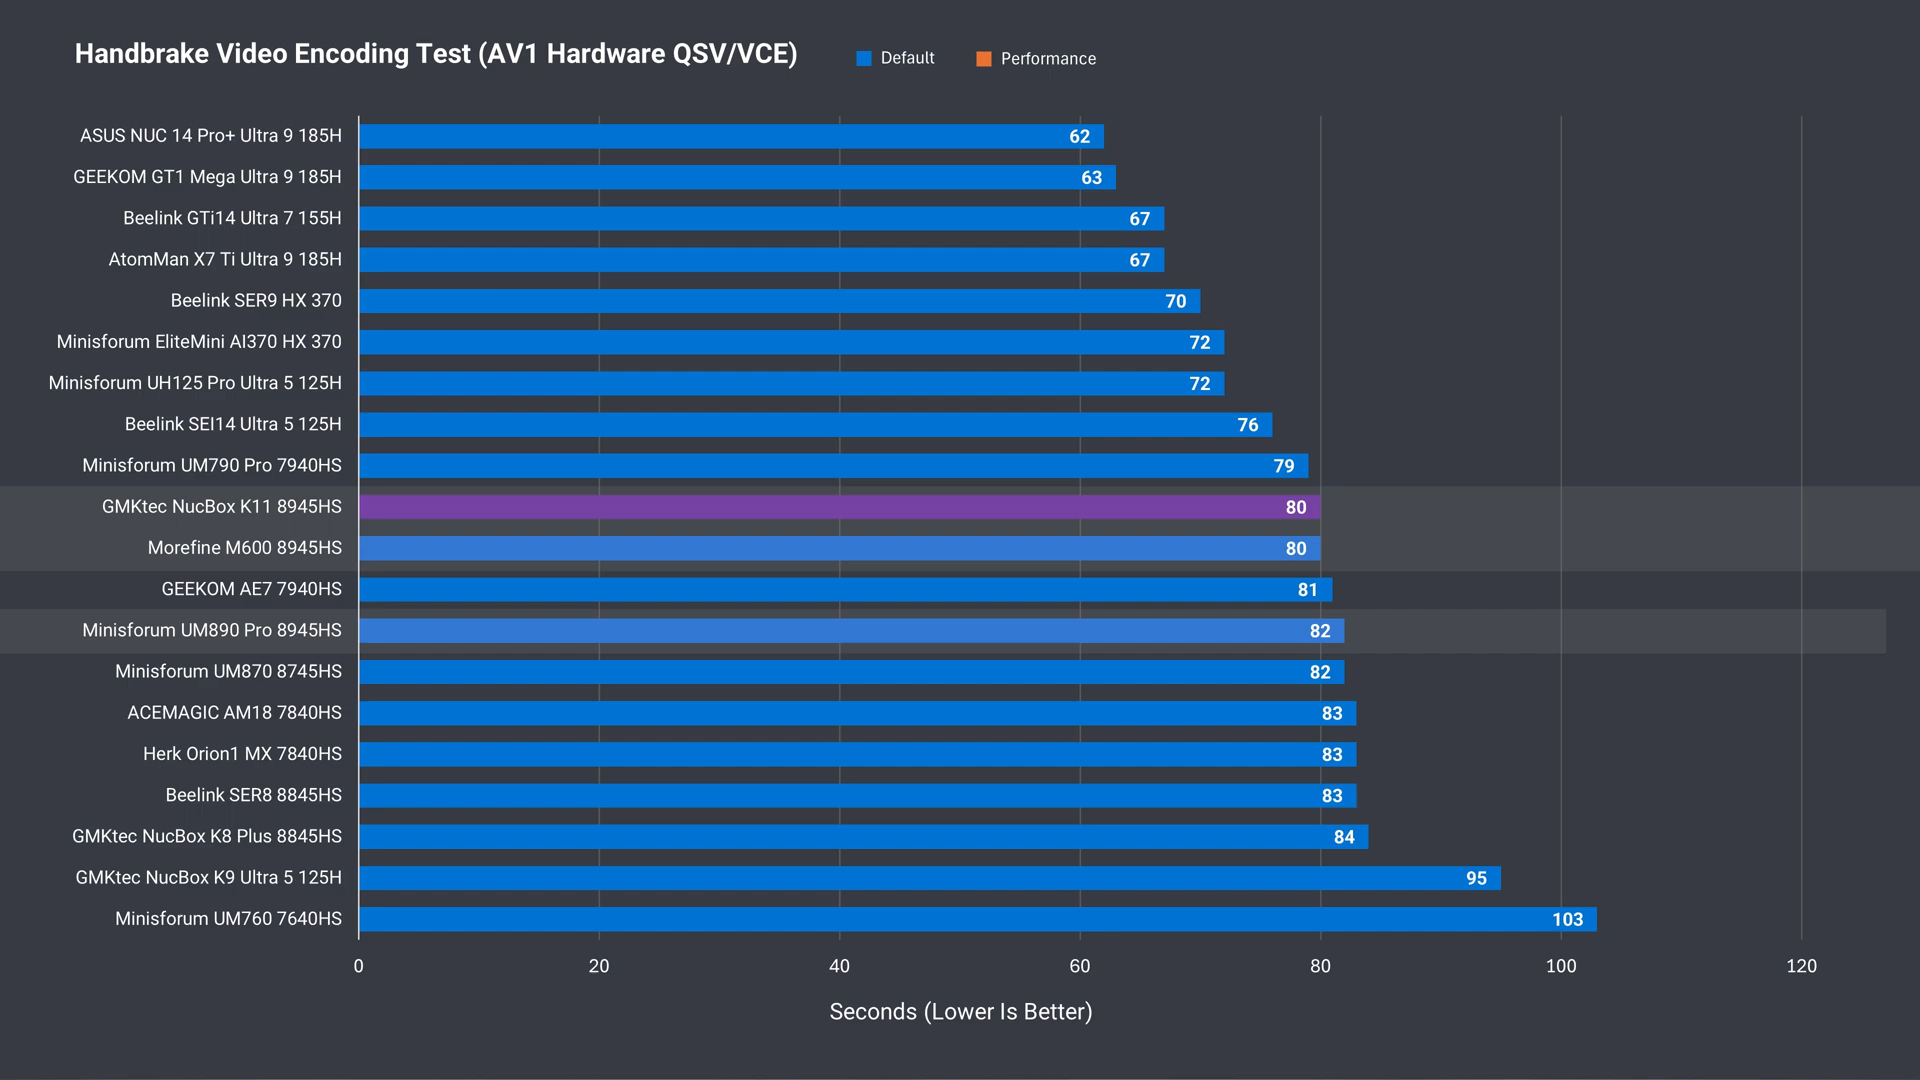 Handbrake Video Encoding Test (AV1 Hardware QSV/VCE)
Default
Performance
ASUS NUC 14 Pro+ Ultra 9 185H 62
GEEKOM GT1 Mega Ultra 9 185H 63
Beelink GTi14 Ultra 7 155H 67
AtomMan X7 Ti Ultra 9 185H 67
Beelink SER9 HX 370 70
Minisforum EliteMini AI370 HX 370 72
Minisforum UH125 Pro Ultra 5 125H 72
Beelink SEI14 Ultra 5 125H 76
Minisforum UM790 Pro 7940HS 79
GMKtec NucBox K11 8945HS 80
Morefine M600 8945HS 80
GEEKOM AE7 7940HS 81
Minisforum UM890 Pro 8945HS 82
Minisforum UM870 8745HS 82
ACEMAGIC AM18 7840HS 83
Herk Orion1 MX 7840HS 83
Beelink SER8 8845HS 83
GMKtec NucBox K8 Plus 8845HS 84
GMKtec NucBox K9 Ultra 5 125H 95
Minisforum UM760 7640HS 103
0 20 40 60 80 100 120
Seconds (Lower Is Better)